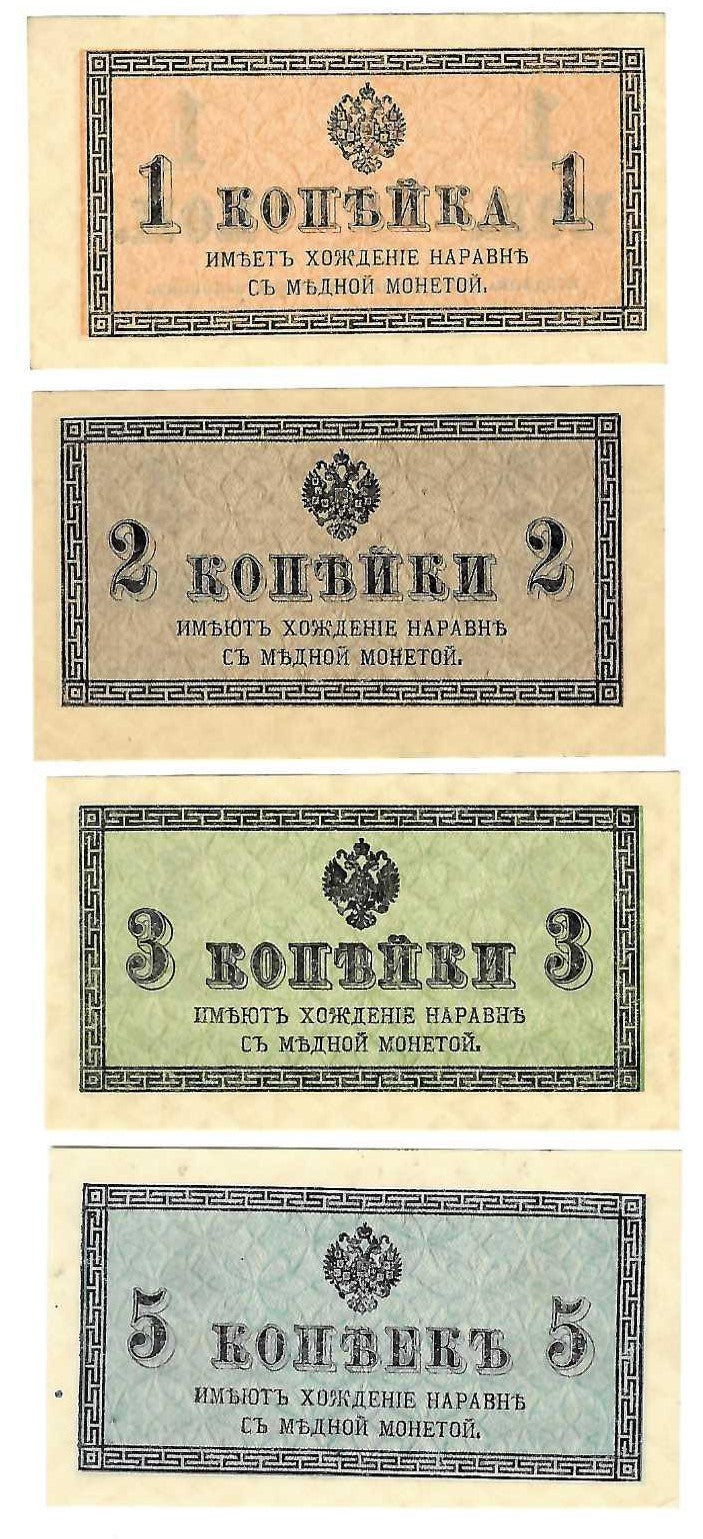 1 КОПѢЙКА 1
ИМѢЕТЪ ХОЖДЕНІЕ НАРАВНѢ
СЪ МѢДНОЙ МОНЕТОЙ.
2 КОПѢЙКИ 2
ИМѢЮТЪ ХОЖДЕНІЕ НАРАВНѢ
СЪ МѢДНОЙ МОНЕТОЙ.
3 КОПѢЙКИ 3
ИМѢЮТЪ ХОЖДЕНІЕ НАРАВНѢ
СЪ МѢДНОЙ МОНЕТОЙ.
5 КОПѢЕКЪ 5
ИМѢЮТЪ ХОЖДЕНІЕ НАРАВНѢ
СЪ МѢДНОЙ МОНЕТОЙ.